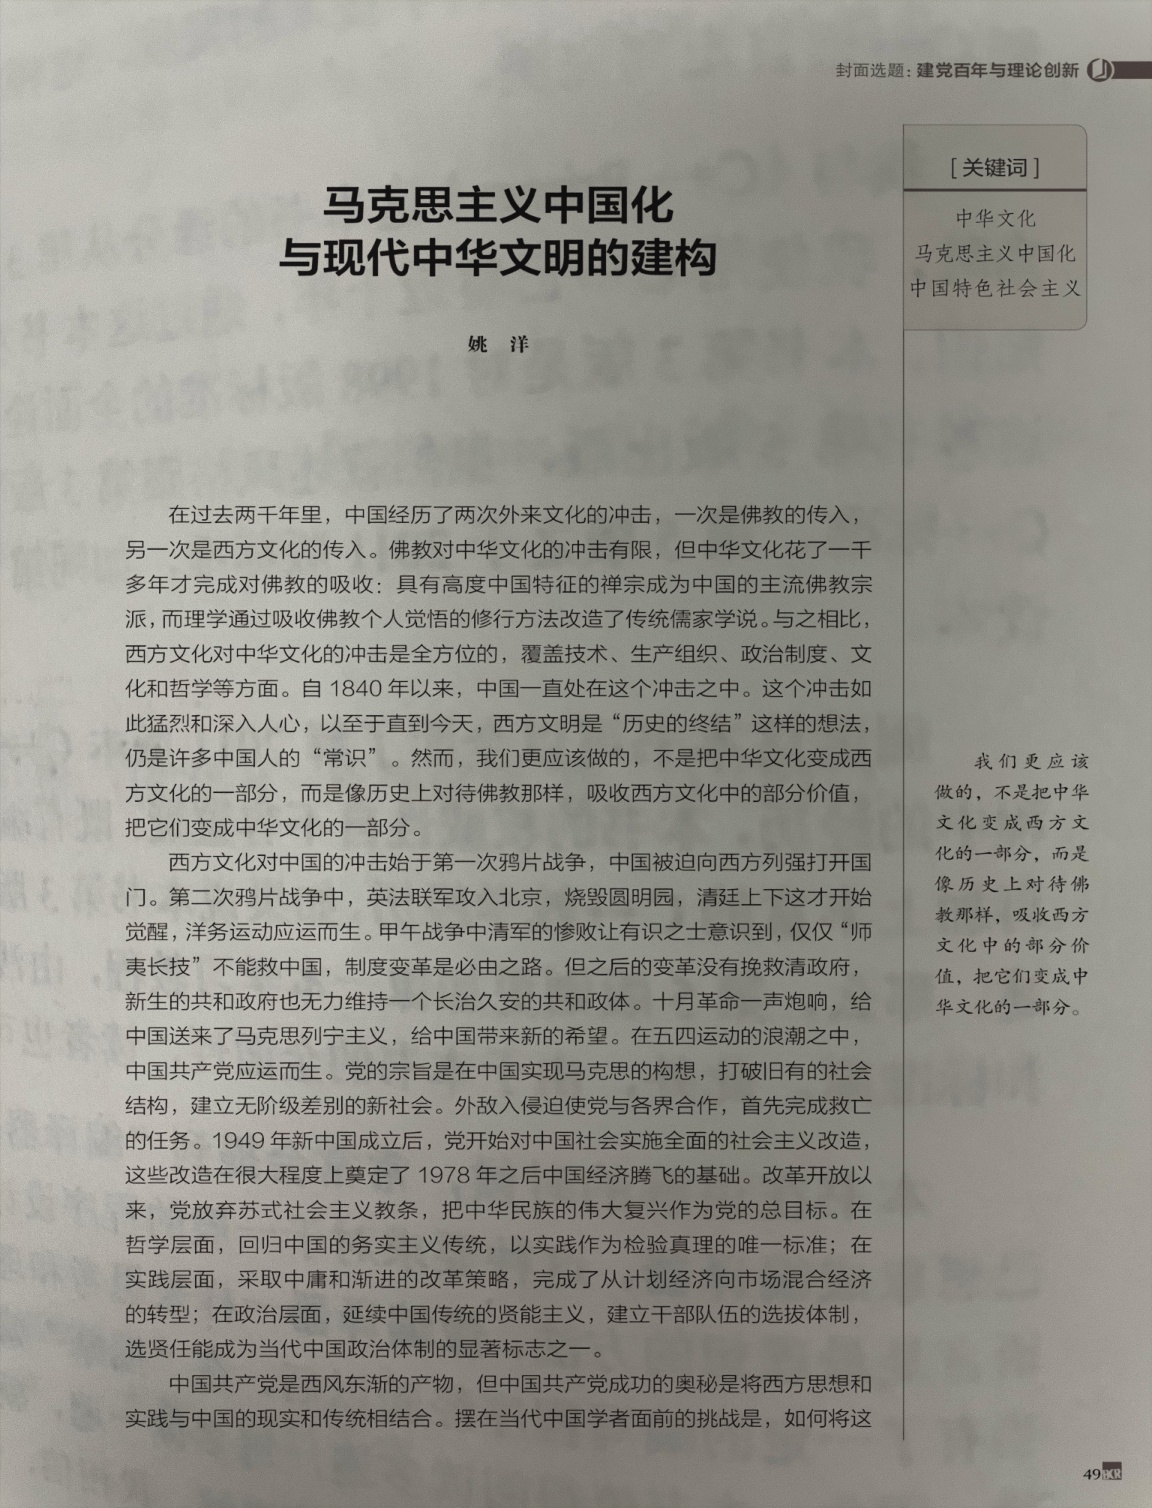 封面选题：建党百年与理论创新
马克思主义中国化
与现代中华文明的建构
姚　洋
［关键词］
中华文化
马克思主义中国化
中国特色社会主义
在过去两千年里，中国经历了两次外来文化的冲击，一次是佛教的传入，
另一次是西方文化的传入。佛教对中华文化的冲击有限，但中华文化花了一千
多年才完成对佛教的吸收：具有高度中国特征的禅宗成为中国的主流佛教宗
派，而理学通过吸收佛教个人觉悟的修行方法改造了传统儒家学说。与之相比，
西方文化对中华文化的冲击是全方位的，覆盖技术、生产组织、政治制度、文
化和哲学等方面。自 1840 年以来，中国一直处在这个冲击之中。这个冲击如
此猛烈和深入人心，以至于直到今天，西方文明是“历史的终结”这样的想法，
仍是许多中国人的“常识”。然而，我们更应该做的，不是把中华文化变成西
方文化的一部分，而是像历史上对待佛教那样，吸收西方文化中的部分价值，
把它们变成中华文化的一部分。
西方文化对中国的冲击始于第一次鸦片战争，中国被迫向西方列强打开国
门。第二次鸦片战争中，英法联军攻入北京，烧毁圆明园，清廷上下这才开始
觉醒，洋务运动应运而生。甲午战争中清军的惨败让有识之士意识到，仅仅“师
夷长技”不能救中国，制度变革是必由之路。但之后的变革没有挽救清政府，
新生的共和政府也无力维持一个长治久安的共和政体。十月革命一声炮响，给
中国送来了马克思列宁主义，给中国带来新的希望。在五四运动的浪潮之中，
中国共产党应运而生。党的宗旨是在中国实现马克思的构想，打破旧有的社会
结构，建立无阶级差别的新社会。外敌入侵迫使党与各界合作，首先完成救亡
的任务。1949 年新中国成立后，党开始对中国社会实施全面的社会主义改造，
这些改造在很大程度上奠定了 1978 年之后中国经济腾飞的基础。改革开放以
来，党放弃苏式社会主义教条，把中华民族的伟大复兴作为党的总目标。在
哲学层面，回归中国的务实主义传统，以实践作为检验真理的唯一标准；在
实践层面，采取中庸和渐进的改革策略，完成了从计划经济向市场混合经济
的转型；在政治层面，延续中国传统的贤能主义，建立干部队伍的选拔体制，
选贤任能成为当代中国政治体制的显著标志之一。
中国共产党是西风东渐的产物，但中国共产党成功的奥秘是将西方思想和
实践与中国的现实和传统相结合。摆在当代中国学者面前的挑战是，如何将这
我们更应该
做的，不是把中华
文化变成西方文
化的一部分，而是
像历史上对待佛
教那样，吸收西方
文化中的部分价
值，把它们变成中
华文化的一部分。
49